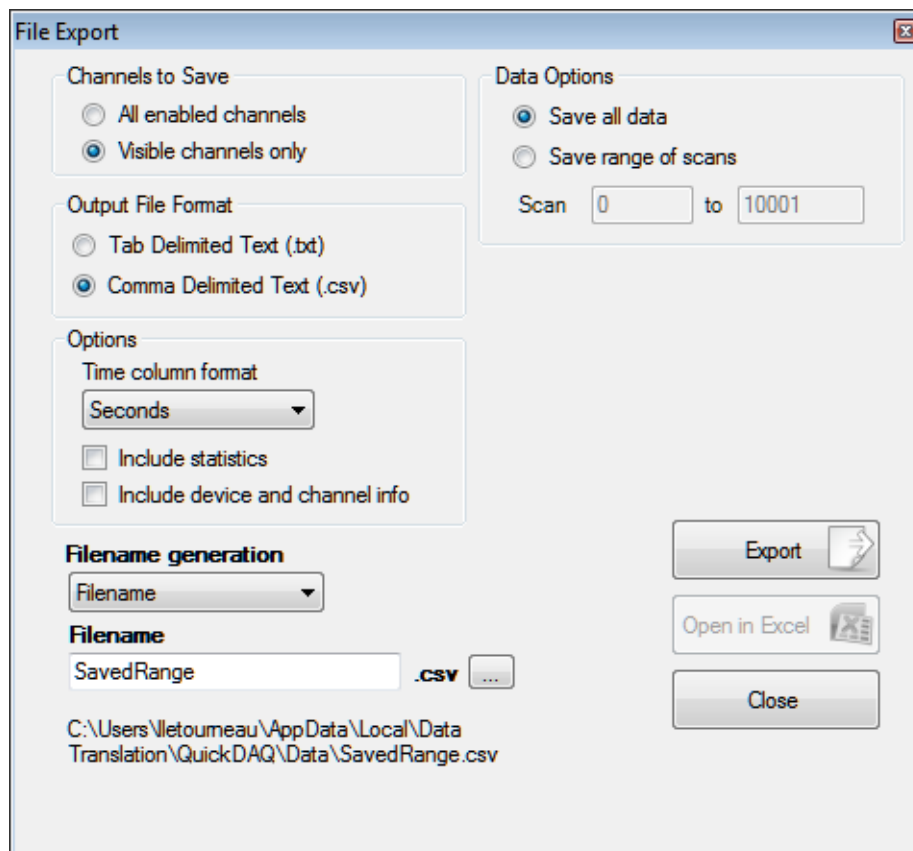 File Export
Channels to Save
All enabled channels
Visible channels only
Output File Format
Tab Delimited Text (.txt)
Comma Delimited Text (.csv)
Options
Time column format
Seconds
Include statistics
Include device and channel info
Filename generation
Filename
Filename
SavedRange .csv ...
C:\Users\lletourneau\AppData\Local\Data
Translation\QuickDAQ\Data\SavedRange.csv
Data Options
Save all data
Save range of scans
Scan 0 to 10001
Export
Open in Excel
Close